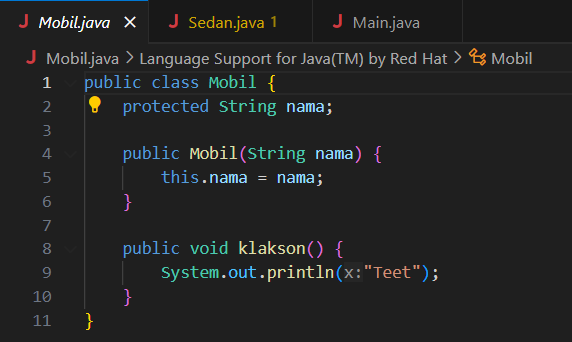 Mobil.java × Sedan.java 1 Main.java
Mobil.java > Language Support for Java(TM) by Red Hat > Mobil
1 public class Mobil {
2 protected String nama;
3
4 public Mobil(String nama) {
5 this.nama = nama;
6 }
7
8 public void klakson() {
9 System.out.println(x:"Teet");
10 }
11 }